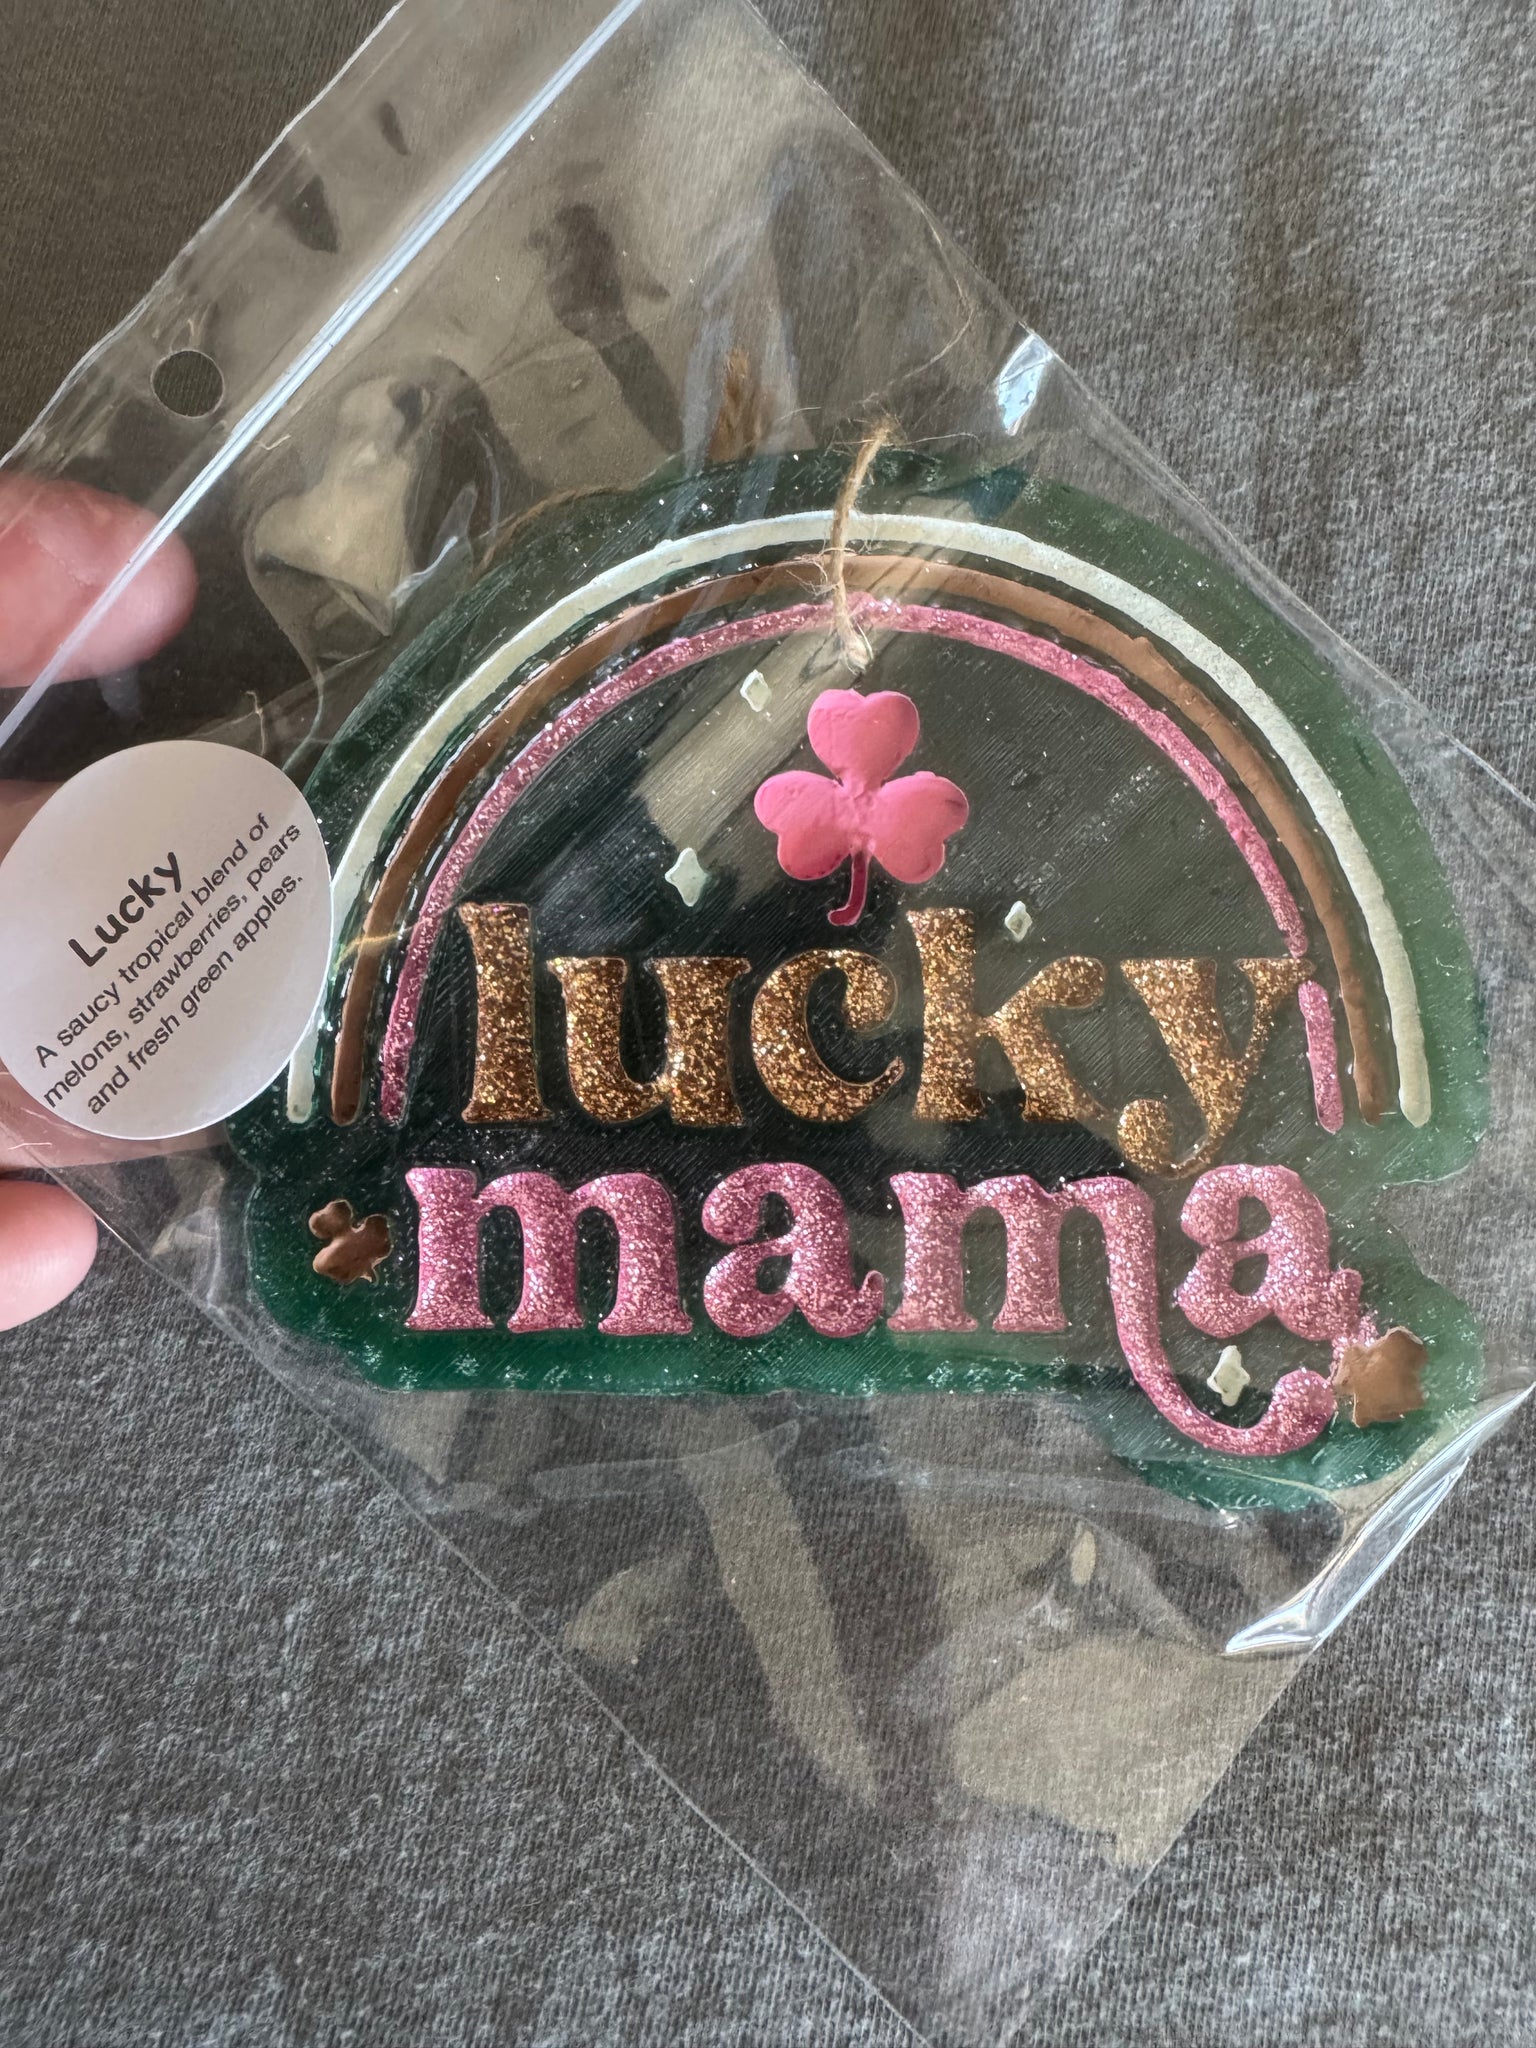 Lucky
A saucy tropical blend of
melons, strawberries, pears
and fresh green apples.
lucky
mama